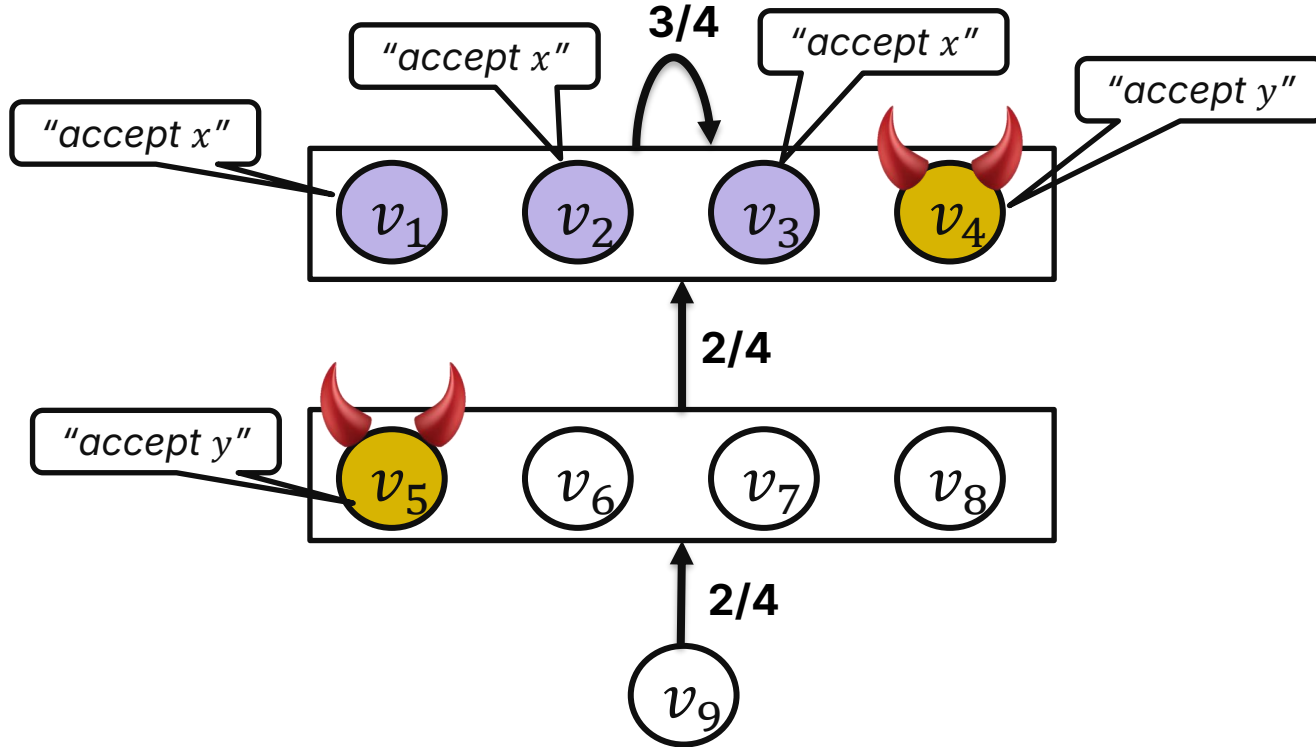 3/4
“accept x”
“accept x”
“accept y”
“accept x”
v₁ v₂ v₃ v₄
2/4
“accept y”
v₅ v₆ v₇ v₈
2/4
v₉